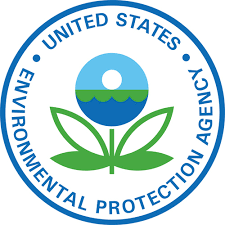 UNITED STATES
ENVIRONMENTAL PROTECTION AGENCY